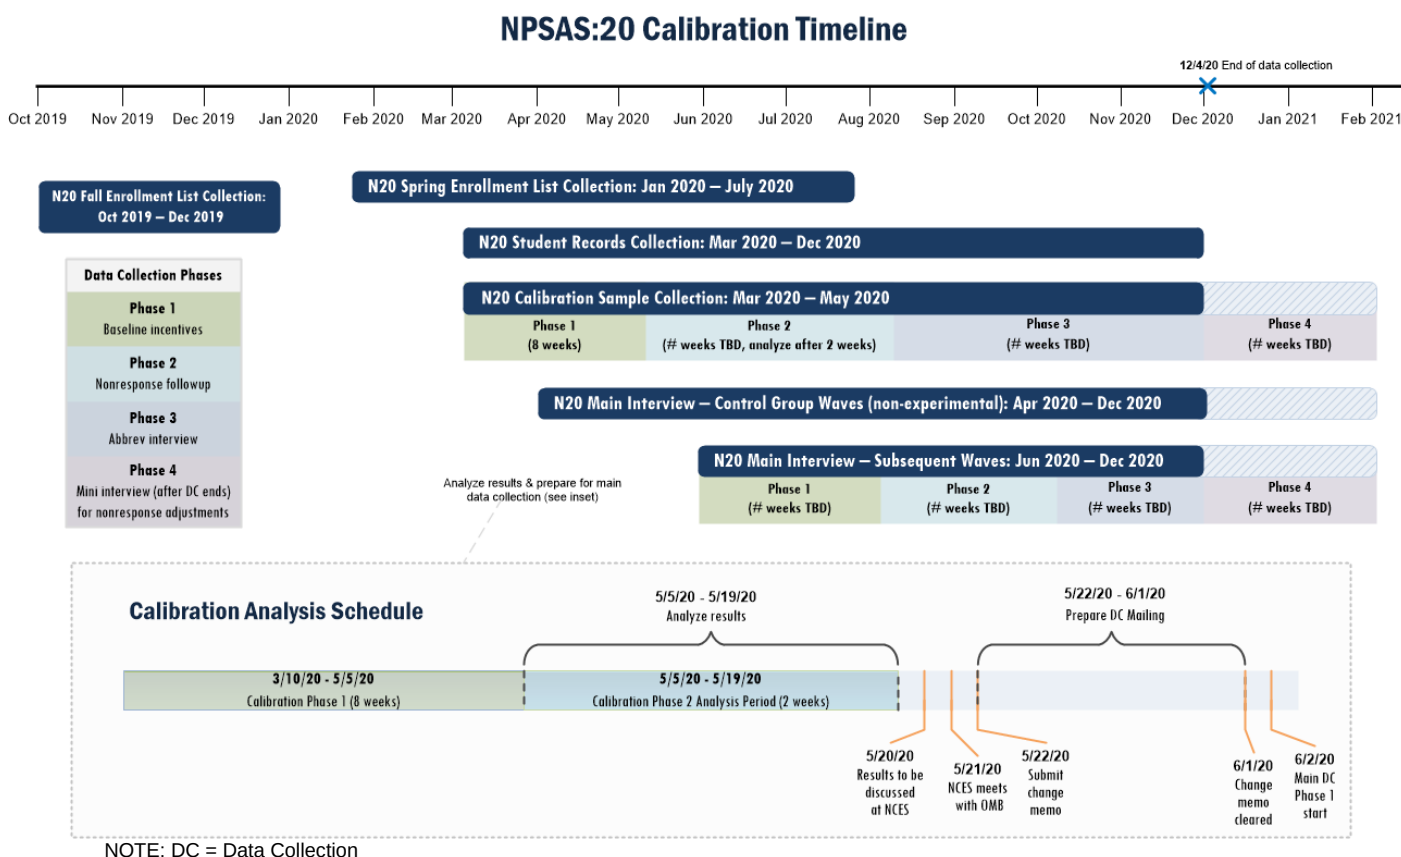 NPSAS:20 Calibration Timeline
12/4/20 End of data collection
Oct 2019 Nov 2019 Dec 2019 Jan 2020 Feb 2020 Mar 2020 Apr 2020 May 2020 Jun 2020 Jul 2020 Aug 2020 Sep 2020 Oct 2020 Nov 2020 Dec 2020 Jan 2021 Feb 2021
N20 Fall Enrollment List Collection:
Oct 2019 – Dec 2019
N20 Spring Enrollment List Collection: Jan 2020 – July 2020
N20 Student Records Collection: Mar 2020 – Dec 2020
Data Collection Phases
Phase 1
Baseline incentives
Phase 2
Nonresponse followup
Phase 3
Abbrev interview
Phase 4
Mini interview (after DC ends)
for nonresponse adjustments
N20 Calibration Sample Collection: Mar 2020 – May 2020
Phase 1
(8 weeks)
Phase 2
(# weeks TBD, analyze after 2 weeks)
Phase 3
(# weeks TBD)
Phase 4
(# weeks TBD)
N20 Main Interview – Control Group Waves (non-experimental): Apr 2020 – Dec 2020
N20 Main Interview – Subsequent Waves: Jun 2020 – Dec 2020
Phase 1
(# weeks TBD)
Phase 2
(# weeks TBD)
Phase 3
(# weeks TBD)
Phase 4
(# weeks TBD)
Analyze results & prepare for main
data collection (see inset)
Calibration Analysis Schedule
5/5/20 - 5/19/20
Analyze results
5/22/20 - 6/1/20
Prepare DC Mailing
3/10/20 - 5/5/20
Calibration Phase 1 (8 weeks)
5/5/20 - 5/19/20
Calibration Phase 2 Analysis Period (2 weeks)
5/20/20
Results to be
discussed
at NCES
5/21/20
NCES meets
with OMB
5/22/20
Submit
change
memo
6/1/20
Change
memo
cleared
6/2/20
Main DC
Phase 1
start
NOTE: DC = Data Collection